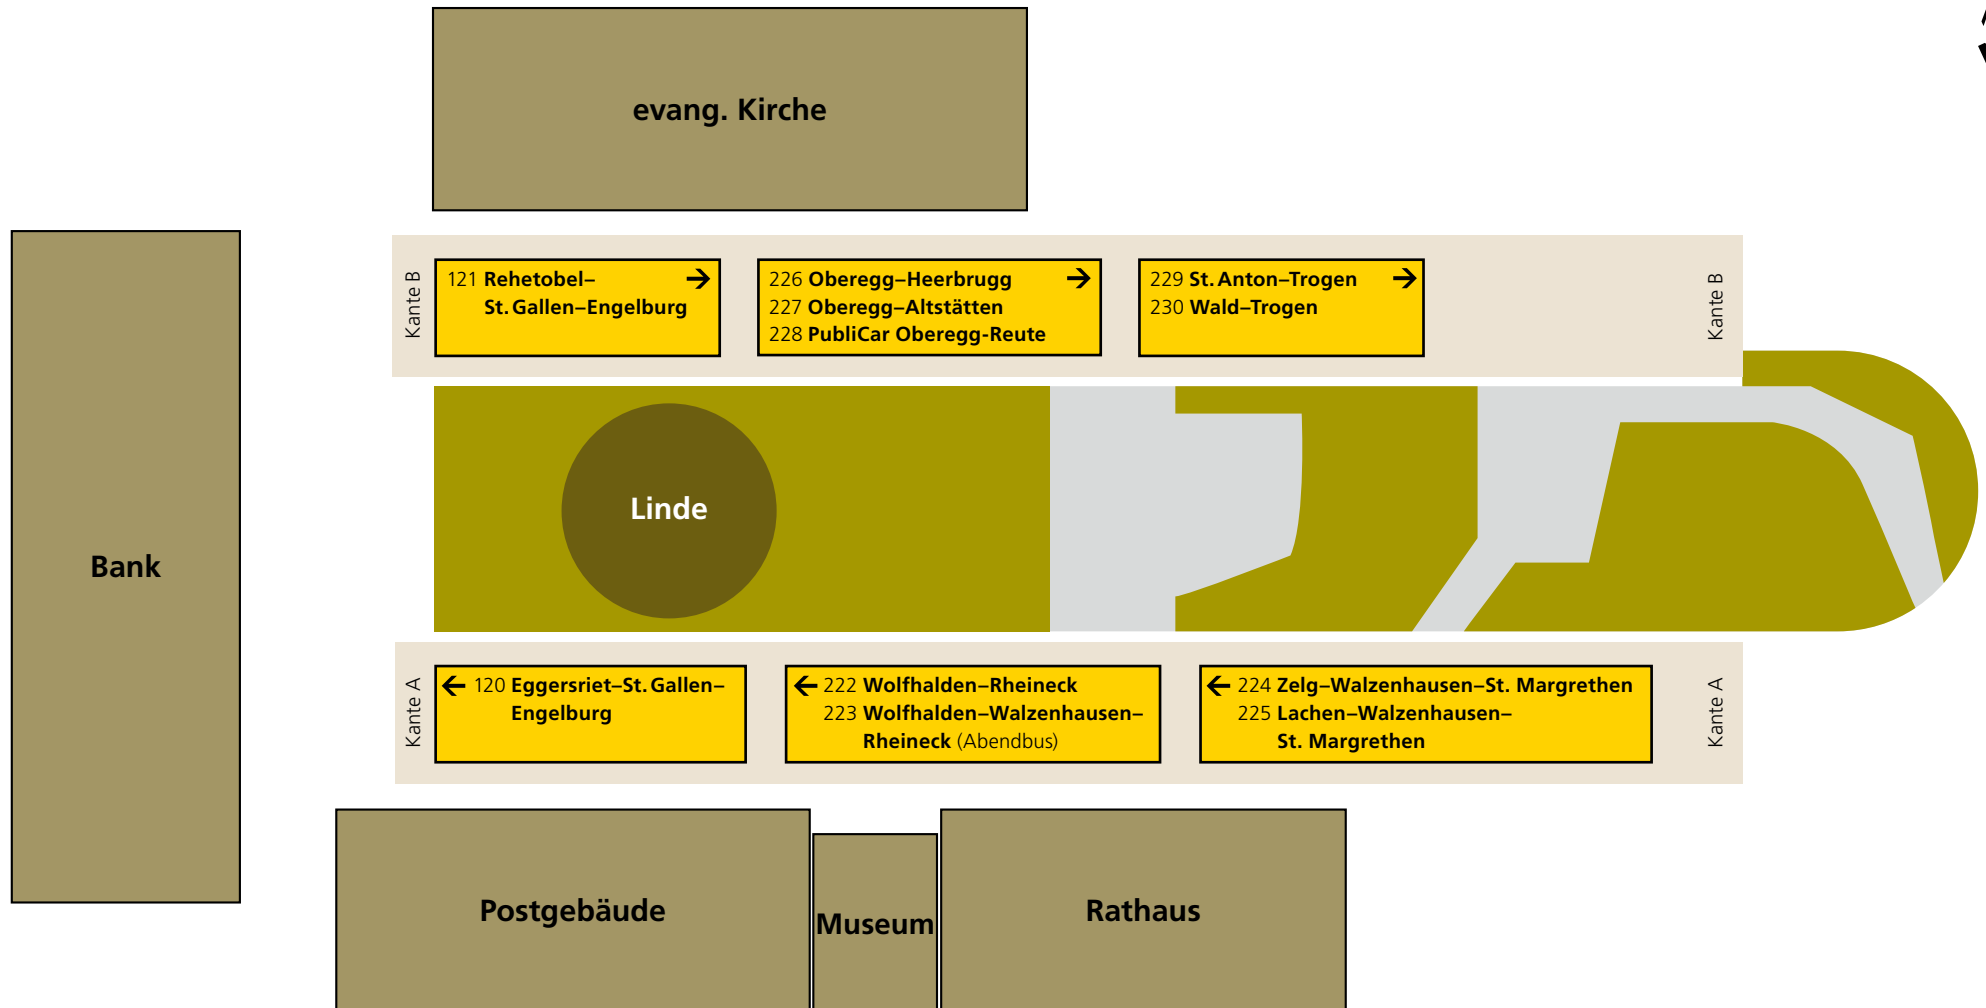 evang. Kirche
Kante B
121 Rehetobel–
St. Gallen–Engelburg
226 Oberegg–Heerbrugg
227 Oberegg–Altstätten
228 PubliCar Oberegg-Reute
229 St. Anton–Trogen
230 Wald–Trogen
Kante B
Linde
Bank
Kante A
120 Eggersriet–St. Gallen–
Engelburg
222 Wolfhalden–Rheineck
223 Wolfhalden–Walzenhausen–
Rheineck (Abendbus)
224 Zelg–Walzenhausen–St. Margrethen
225 Lachen–Walzenhausen–
St. Margrethen
Kante A
Postgebäude
Museum
Rathaus